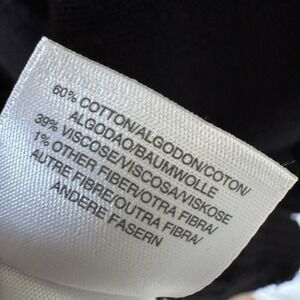 60% COTTON/ALGODON/COTON/
ALGODAO/BAUMWOLLE
39% VISCOSE/VISCOSA/VISKOSE
1% OTHER FIBER/OTRA FIBRA/
AUTRE FIBRE/OUTRA FIBRA/
ANDERE FASERN